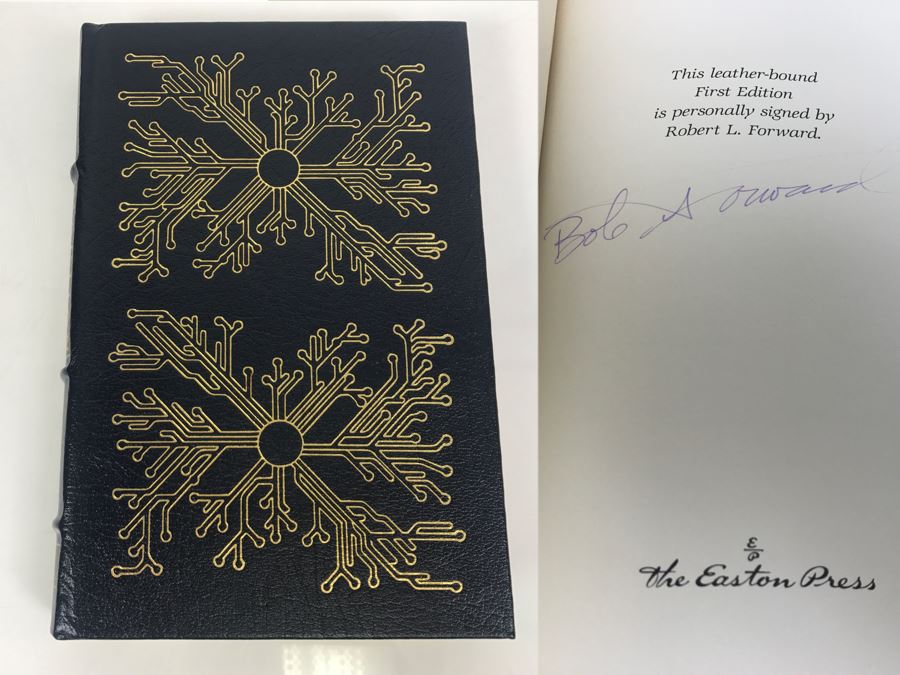 This leather-bound
First Edition
is personally signed by
Robert L. Forward.
Bob Forward
E
P
The Easton Press